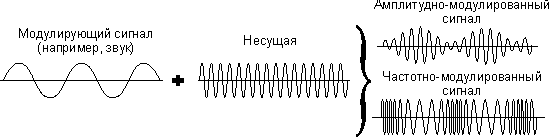 Модулирующий сигнал
(например, звук)
Несущая
Амплитудно-модулированный
сигнал
Частотно-модулированный
сигнал